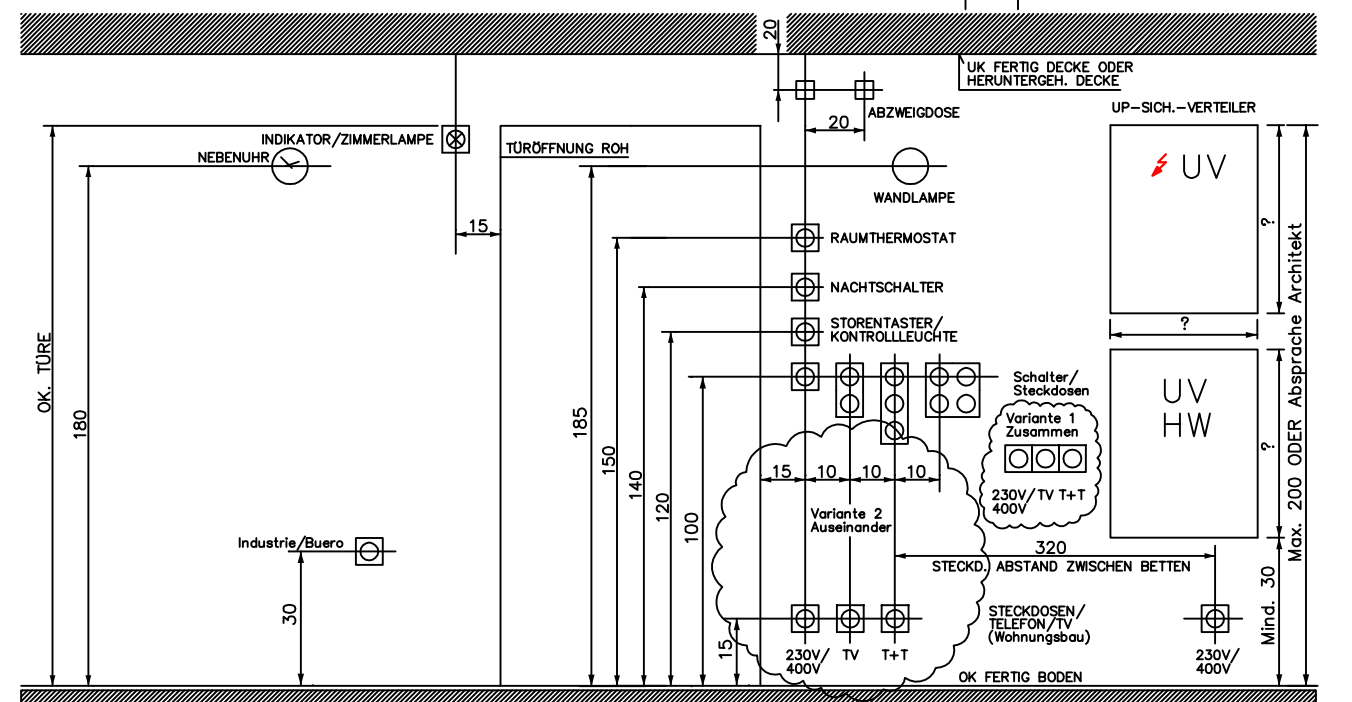 20
UK FERTIG DECKE ODER
HERUNTERGEH. DECKE
ABZWEIGDOSE
20
UP-SICH.-VERTEILER
INDIKATOR/ZIMMERLAMPE
NEBENUHR
TÜRÖFFNUNG ROH
UV
WANDLAMPE
15
RAUMTHERMOSTAT
?
NACHTSCHALTER
STORENTASTER/
KONTROLLLEUCHTE
?
OK. TÜRE
180
185
150
140
120
100
Schalter/
Steckdosen
Variante 1
Zusammen
230V/TV T+T
400V
UV
HW
?
Max. 200 ODER Absprache Architekt
15
10
10
10
Variante 2
Auseinander
Industrie/Buero
30
320
STECKD. ABSTAND ZWISCHEN BETTEN
Mind. 30
STECKDOSEN/
TELEFON/TV
(Wohnungsbau)
15
230V/
400V
TV
T+T
230V/
400V
OK FERTIG BODEN